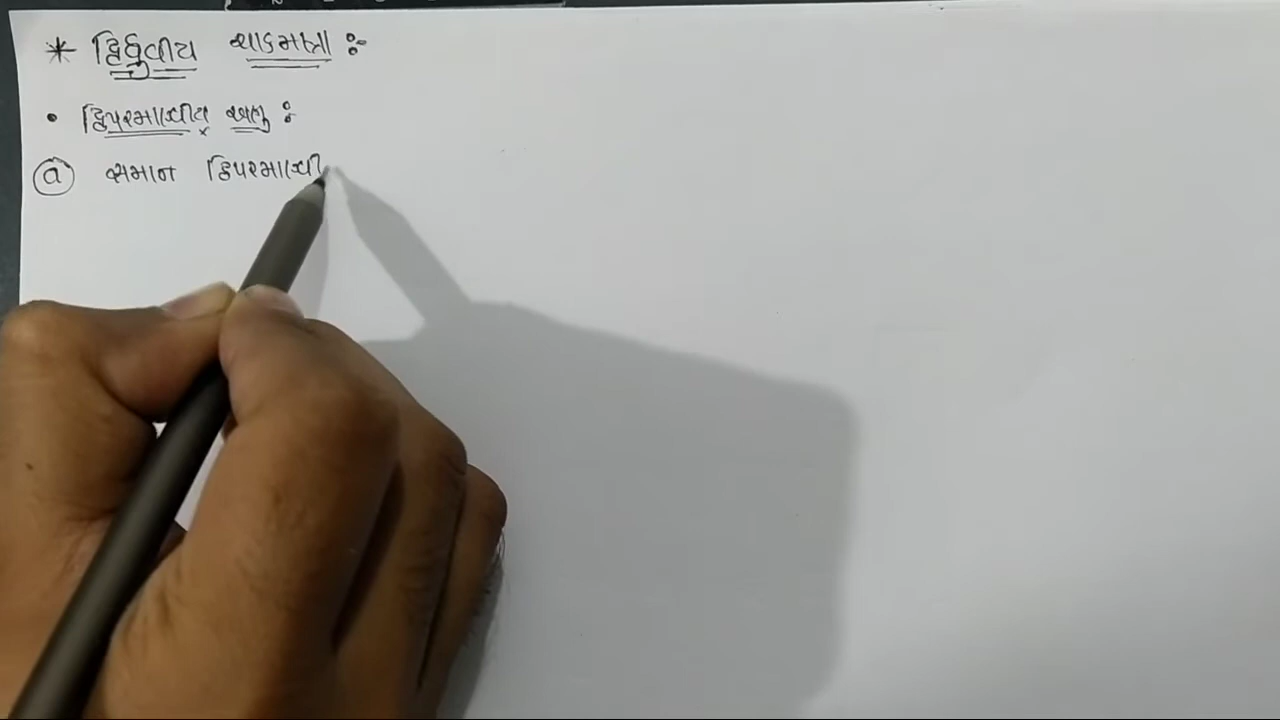 * દ્વિધ્રુવીય ચાકમાત્રા :-
• દ્વિપરમાણ્વીય અણુ :
(a) સમાન દ્વિપરમાણ્વી